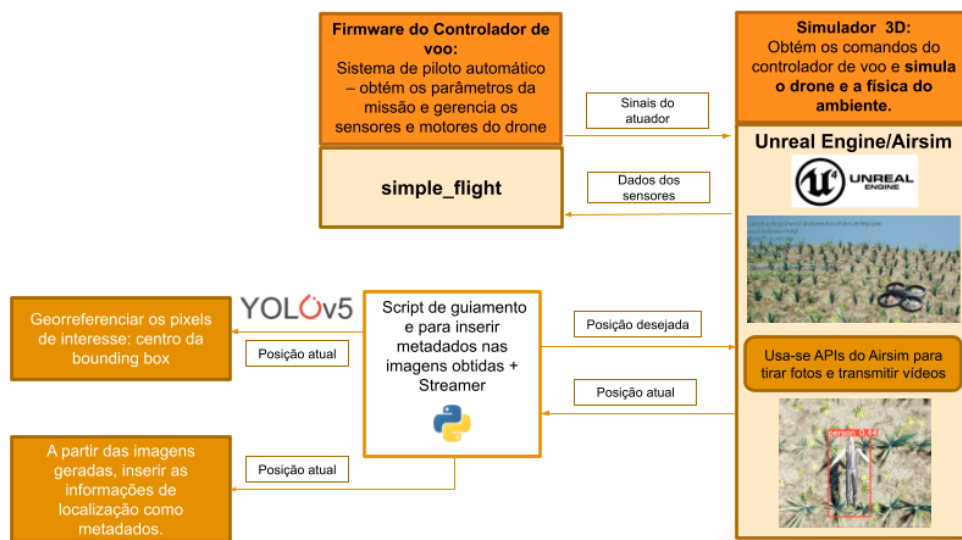 Firmware do Controlador de
voo:
Sistema de piloto automático
– obtém os parâmetros da
missão e gerencia os
sensores e motores do drone
simple_flight
Sinais do
atuador
Dados dos
sensores
Simulador 3D:
Obtém os comandos do
controlador de voo e simula
o drone e a física do
ambiente.
Unreal Engine/Airsim
UNREAL
ENGINE
Georreferenciar os pixels
de interesse: centro da
bounding box
YOLOv5
Posição atual
Script de guiamento
e para inserir
metadados nas
imagens obtidas +
Streamer
Posição desejada
Posição atual
Usa-se APIs do Airsim para
tirar fotos e transmitir vídeos
person 0.44
A partir das imagens
geradas, inserir as
informações de
localização como
metadados.
Posição atual